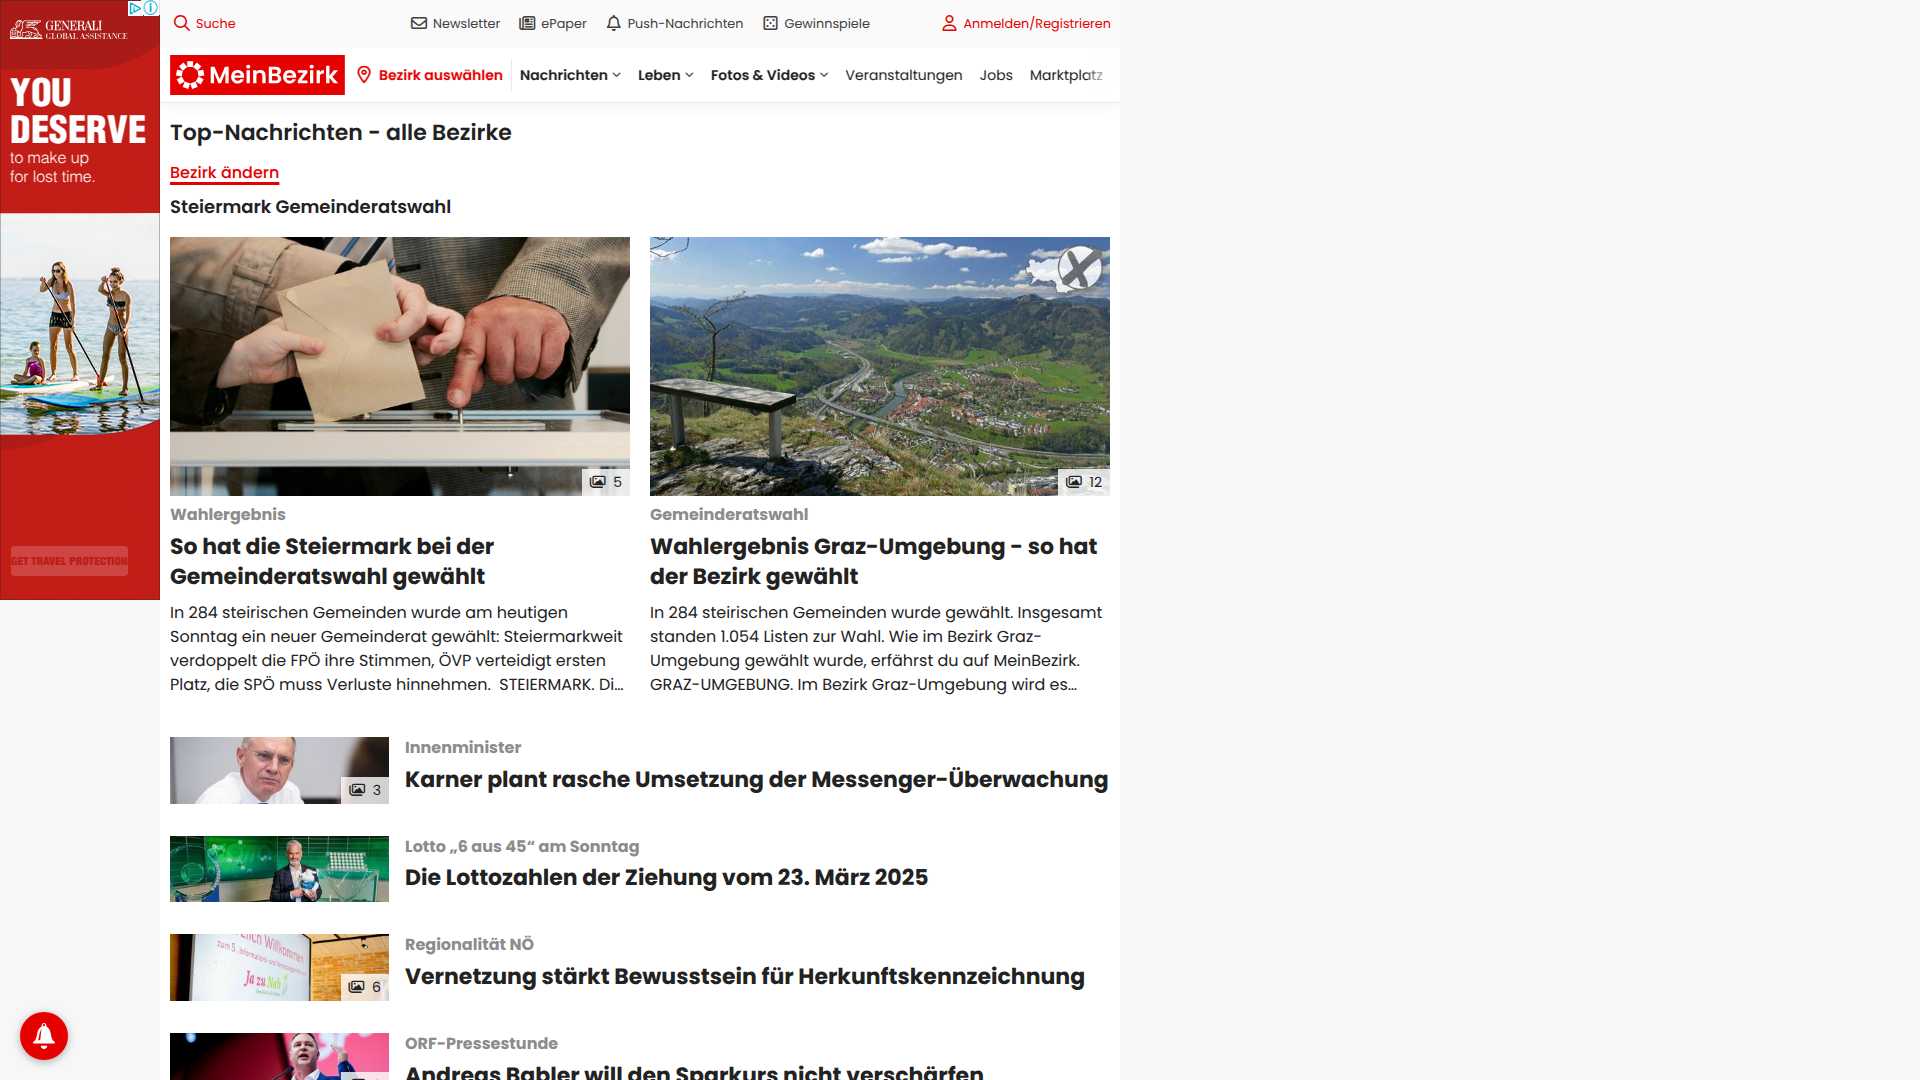 GENERALI
GLOBAL ASSISTANCE
YOU
DESERVE
to make up
for lost time.
GET TRAVEL PROTECTION
Suche
Newsletter
ePaper
Push-Nachrichten
Gewinnspiele
Anmelden/Registrieren
MeinBezirk
Bezirk auswählen
Nachrichten
Leben
Fotos & Videos
Veranstaltungen
Jobs
Marktplatz
Top-Nachrichten - alle Bezirke
Bezirk ändern
Steiermark Gemeinderatswahl
5
Wahlergebnis
So hat die Steiermark bei der
Gemeinderatswahl gewählt
In 284 steirischen Gemeinden wurde am heutigen
Sonntag ein neuer Gemeinderat gewählt: Steiermarkweit
verdoppelt die FPÖ ihre Stimmen, ÖVP verteidigt ersten
Platz, die SPÖ muss Verluste hinnehmen. STEIERMARK. Di...
12
Gemeinderatswahl
Wahlergebnis Graz-Umgebung - so hat
der Bezirk gewählt
In 284 steirischen Gemeinden wurde gewählt. Insgesamt
standen 1.054 Listen zur Wahl. Wie im Bezirk Graz-
Umgebung gewählt wurde, erfährst du auf MeinBezirk.
GRAZ-UMGEBUNG. Im Bezirk Graz-Umgebung wird es...
3
Innenminister
Karner plant rasche Umsetzung der Messenger-Überwachung
Lotto „6 aus 45“ am Sonntag
Die Lottozahlen der Ziehung vom 23. März 2025
Willkommen
zum 5.
Ja zu Nah
6
Regionalität NÖ
Vernetzung stärkt Bewusstsein für Herkunftskennzeichnung
ORF-Pressestunde
Andreas Babler will den Sparkurs nicht verschärfen